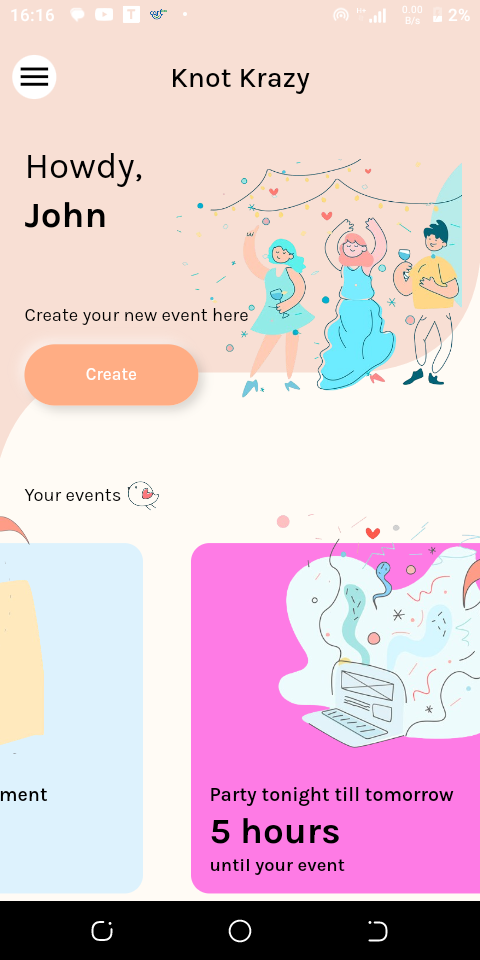 16:16
T
0.00
B/s
2%
Knot Krazy
Howdy,
John
Create your new event here
Create
Your events
ment
Party tonight till tomorrow
5 hours
until your event